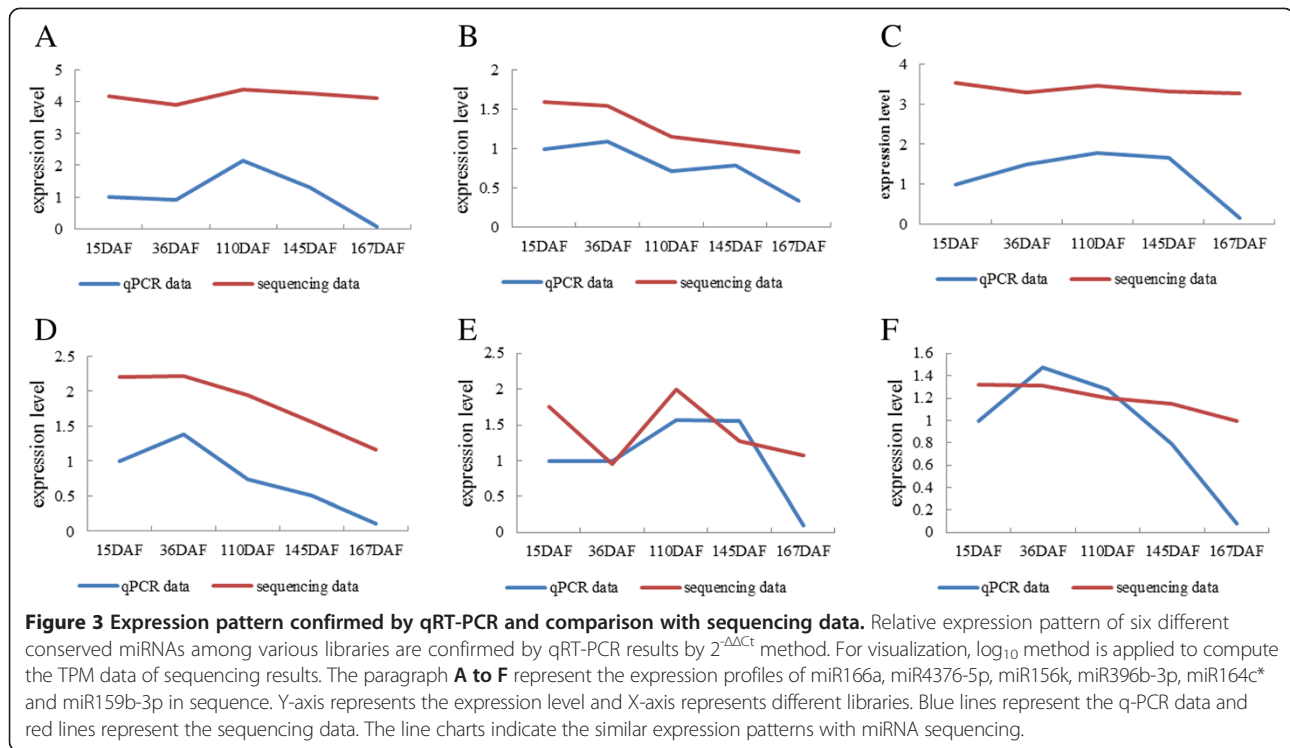 A
5
4
3
2
1
0
expression level
15DAF 36DAF 110DAF 145DAF 167DAF
qPCR data sequencing data
B
2
1.5
1
0.5
0
expression level
15DAF 36DAF 110DAF 145DAF 167DAF
qPCR data sequencing data
C
4
3
2
1
0
expression level
15DAF 36DAF 110DAF 145DAF 167DAF
qPCR data sequencing data
D
2.5
2
1.5
1
0.5
0
expression level
15DAF 36DAF 110DAF 145DAF 167DAF
qPCR data sequencing data
E
2.5
2
1.5
1
0.5
0
expression level
15DAF 36DAF 110DAF 145DAF 167DAF
qPCR data sequencing data
F
1.6
1.4
1.2
1
0.8
0.6
0.4
0.2
0
expression level
15DAF 36DAF 110DAF 145DAF 167DAF
qPCR data sequencing data
Figure 3 Expression pattern confirmed by qRT-PCR and comparison with sequencing data. Relative expression pattern of six different
conserved miRNAs among various libraries are confirmed by qRT-PCR results by 2^-ΔΔCt method. For visualization, log₁₀ method is applied to compute
the TPM data of sequencing results. The paragraph A to F represent the expression profiles of miR166a, miR4376-5p, miR156k, miR396b-3p, miR164c*
and miR159b-3p in sequence. Y-axis represents the expression level and X-axis represents different libraries. Blue lines represent the q-PCR data and
red lines represent the sequencing data. The line charts indicate the similar expression patterns with miRNA sequencing.